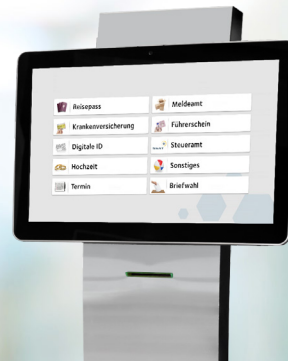 Reisepass
Meldeamt
Krankenversicherung
Führerschein
Digitale ID
Steueramt
Hochzeit
Sonstiges
Termin
Briefwahl